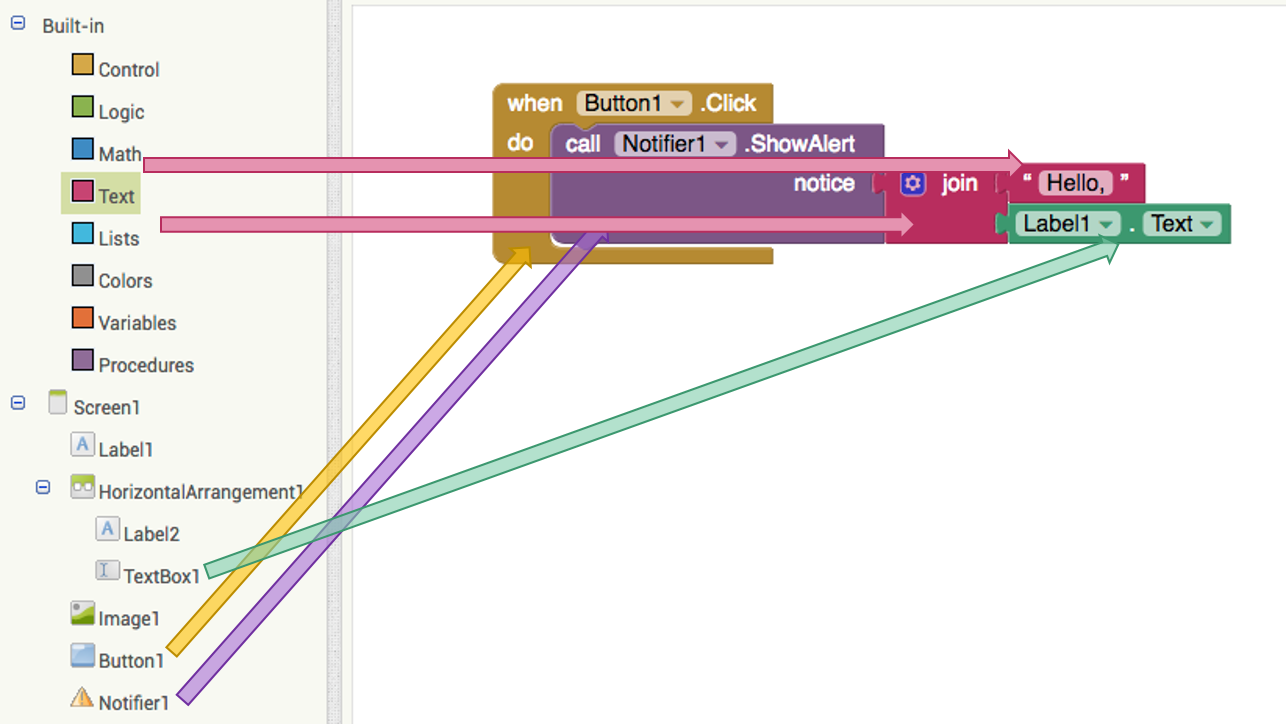 Built-in
Control
Logic
Math
Text
Lists
Colors
Variables
Procedures
Screen1
Label1
HorizontalArrangement1
Label2
TextBox1
Image1
Button1
Notifier1
when Button1 .Click
do call Notifier1 .ShowAlert
notice join “ Hello, ”
Label1 . Text